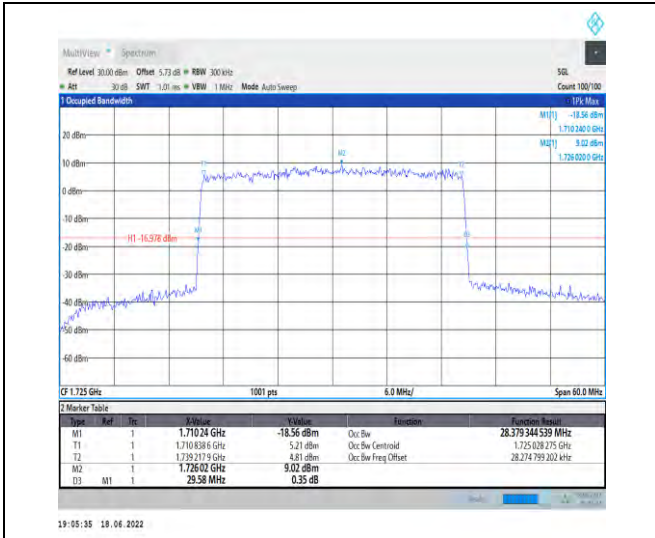 MultiView Spectrum
Ref Level 30.00 dBm Offset 5.73 dB RBW 300 kHz SGL
Att 30 dB SWT 1.01 ms VBW 1 MHz Mode Auto Sweep Count 100/100
1 Occupied Bandwidth 1Pk Max
M1[1] -18.56 dBm
1.710 240 0 GHz
M2[1] 9.02 dBm
1.726 020 0 GHz
20 dBm
M2
10 dBm
0 dBm
-10 dBm
M1
H1 -16.978 dBm
-20 dBm
-30 dBm
-40 dBm
-50 dBm
-60 dBm
CF 1.725 GHz 1001 pts 6.0 MHz/ Span 60.0 MHz
2 Marker Table
Type Ref Trc X-Value Y-Value Function Function Result
M1 1 1.710 24 GHz -18.56 dBm Occ Bw 28.379 344 539 MHz
T1 1 1.710 838 6 GHz 5.21 dBm Occ Bw Centroid 1.725 028 275 GHz
T2 1 1.739 217 9 GHz 4.81 dBm Occ Bw Freq Offset 28.274 799 202 kHz
M2 1 1.726 02 GHz 9.02 dBm
D3 M1 1 29.58 MHz 0.35 dB
19:05:35 18.06.2022